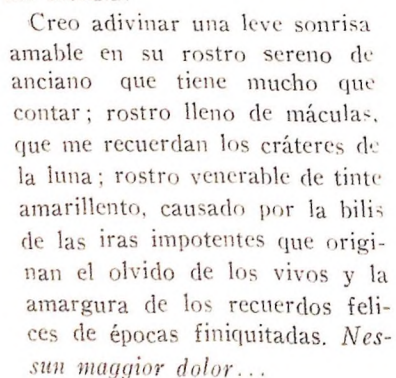 Creo adivinar una leve sonrisa
amable en su rostro sereno de
anciano que tiene mucho que
contar; rostro lleno de máculas,
que me recuerdan los cráteres de
la luna; rostro venerable de tinte
amarillento, causado por la bilis
de las iras impotentes que origi-
nan el olvido de los vivos y la
amargura de los recuerdos feli-
ces de épocas finiquitadas. Nes-
sun maggior dolor...